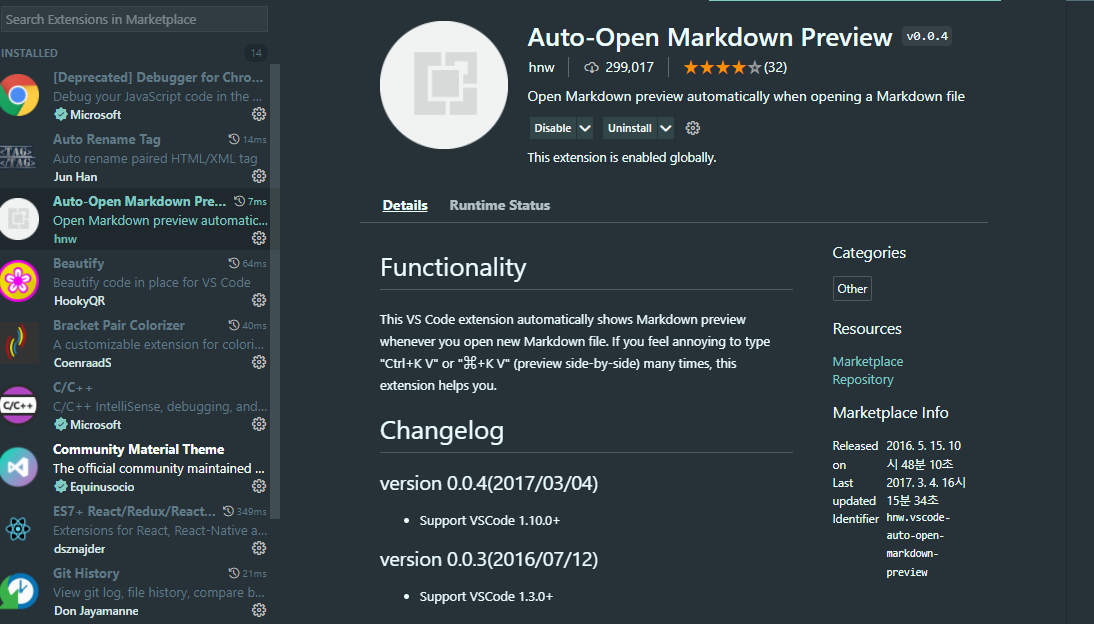 Search Extensions in Marketplace
INSTALLED
14
[Deprecated] Debugger for Chro...
Debug your JavaScript code in the ...
Microsoft
Auto Rename Tag
14ms
Auto rename paired HTML/XML tag
Jun Han
Auto-Open Markdown Pre...
7ms
Open Markdown preview automatic...
hnw
Beautify
64ms
Beautify code in place for VS Code
HookyQR
Bracket Pair Colorizer
40ms
A customizable extension for colori...
CoenraadS
C/C++
C/C++
C/C++ IntelliSense, debugging, and...
Microsoft
Community Material Theme
The official community maintained ...
Equinusocio
ES7+ React/Redux/React...
349ms
Extensions for React, React-Native a...
dsznajder
Git History
21ms
View git log, file history, compare b...
Don Jayamanne
<TAG>
</TAG>
Auto-Open Markdown Preview
v0.0.4
hnw
299,017
(32)
Open Markdown preview automatically when opening a Markdown file
Disable
Uninstall
This extension is enabled globally.
Details
Runtime Status
Functionality
This VS Code extension automatically shows Markdown preview
whenever you open new Markdown file. If you feel annoying to type
"Ctrl+K V" or "⌘+K V" (preview side-by-side) many times, this
extension helps you.
Changelog
version 0.0.4(2017/03/04)
• Support VSCode 1.10.0+
version 0.0.3(2016/07/12)
• Support VSCode 1.3.0+
Categories
Other
Resources
Marketplace
Repository
Marketplace Info
Released 2016. 5. 15. 10
on 시 48분 10초
Last 2017. 3. 4. 16시
updated 15분 34초
Identifier hnw.vscode-
auto-open-
markdown-
preview